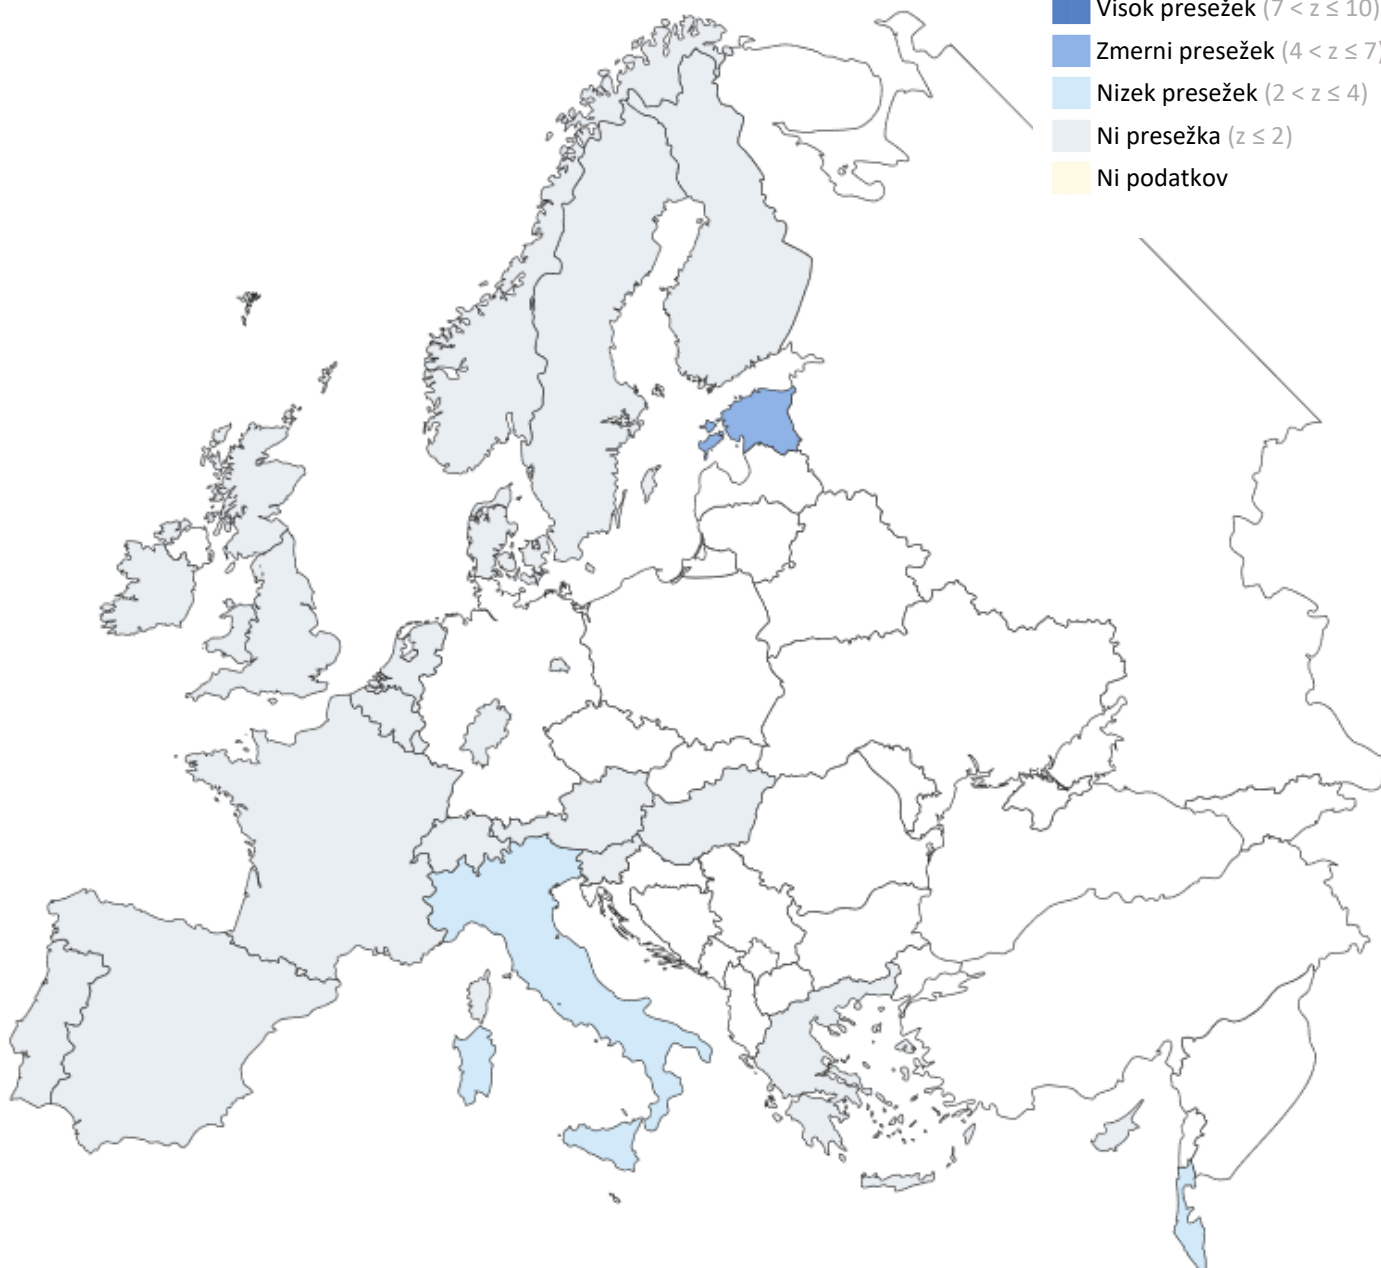 Visok presežek (7 < z ≤ 10)
Zmerni presežek (4 < z ≤ 7)
Nizek presežek (2 < z ≤ 4)
Ni presežka (z ≤ 2)
Ni podatkov